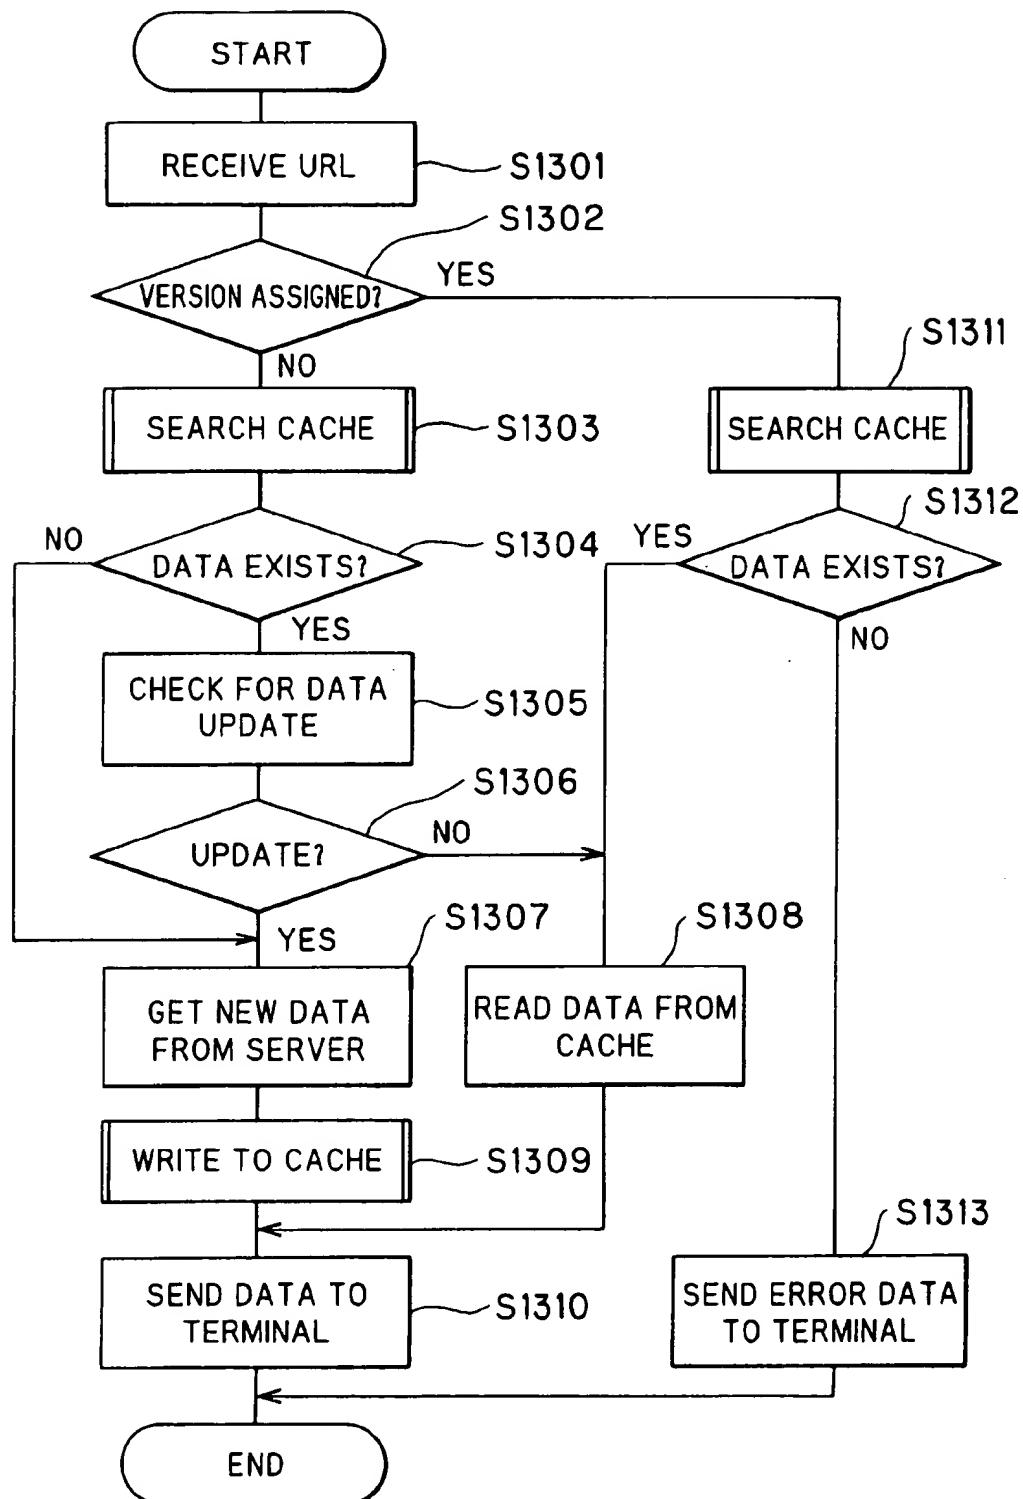 START
RECEIVE URL
S1301
S1302
VERSION ASSIGNED?
YES
NO
S1311
SEARCH CACHE
S1303
SEARCH CACHE
S1312
NO
DATA EXISTS?
S1304
YES
DATA EXISTS?
YES
NO
CHECK FOR DATA
UPDATE
S1305
S1306
UPDATE?
NO
YES
S1307
S1308
GET NEW DATA
FROM SERVER
READ DATA FROM
CACHE
WRITE TO CACHE
S1309
S1313
SEND DATA TO
TERMINAL
S1310
SEND ERROR DATA
TO TERMINAL
END